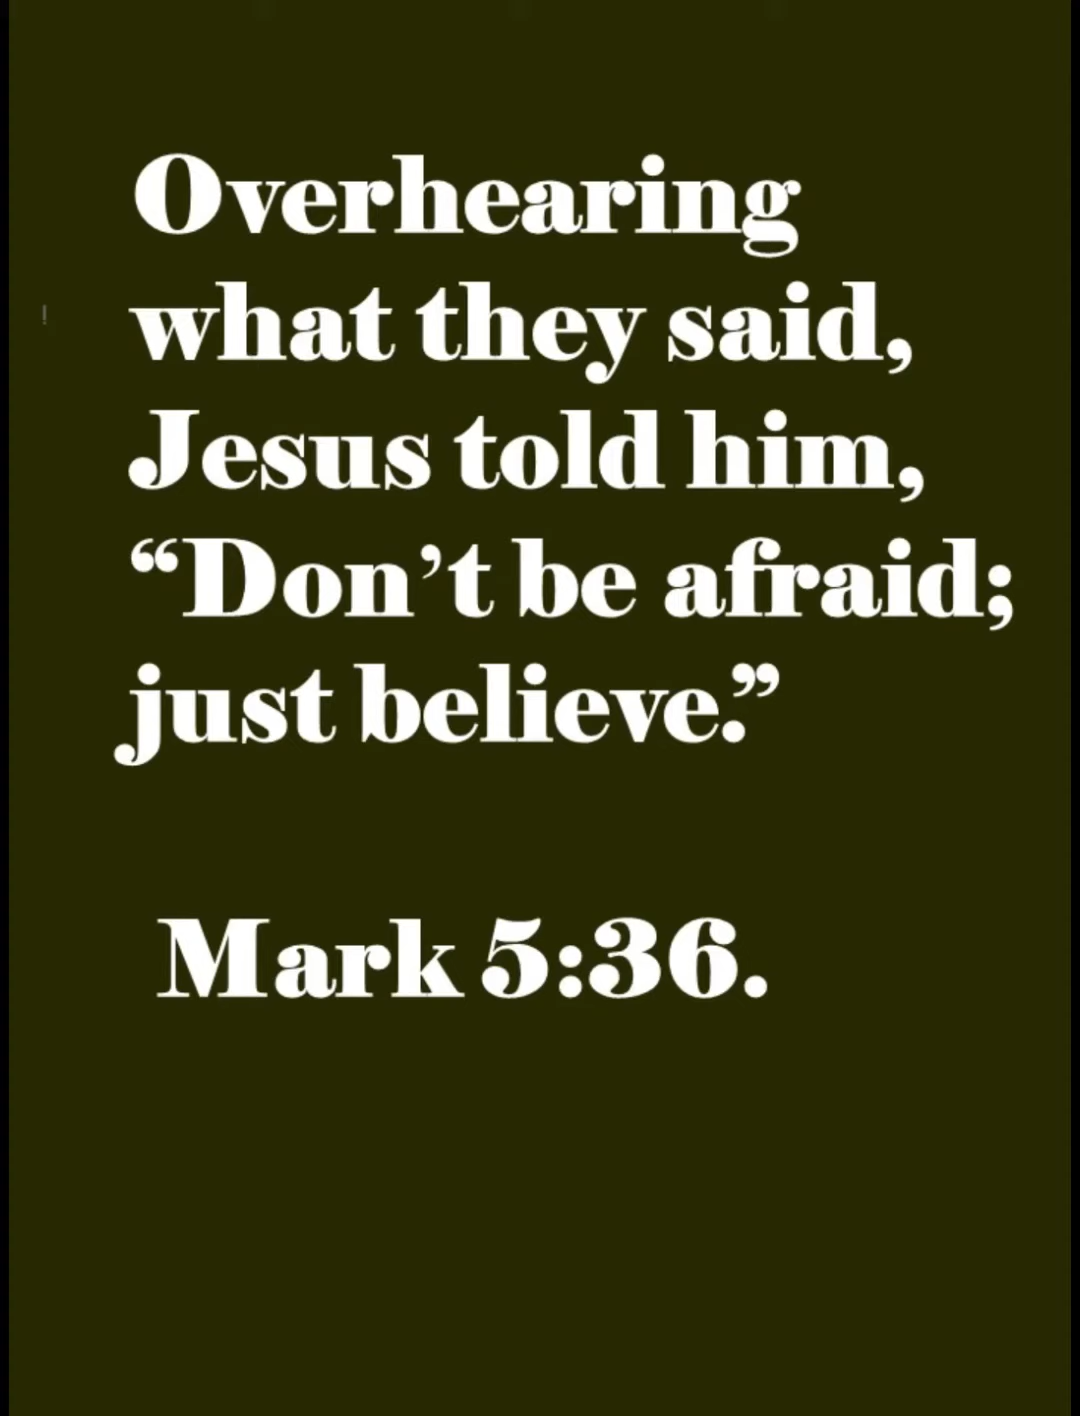 Overhearing
what they said,
Jesus told him,
“Don’t be afraid;
just believe.”
Mark 5:36.